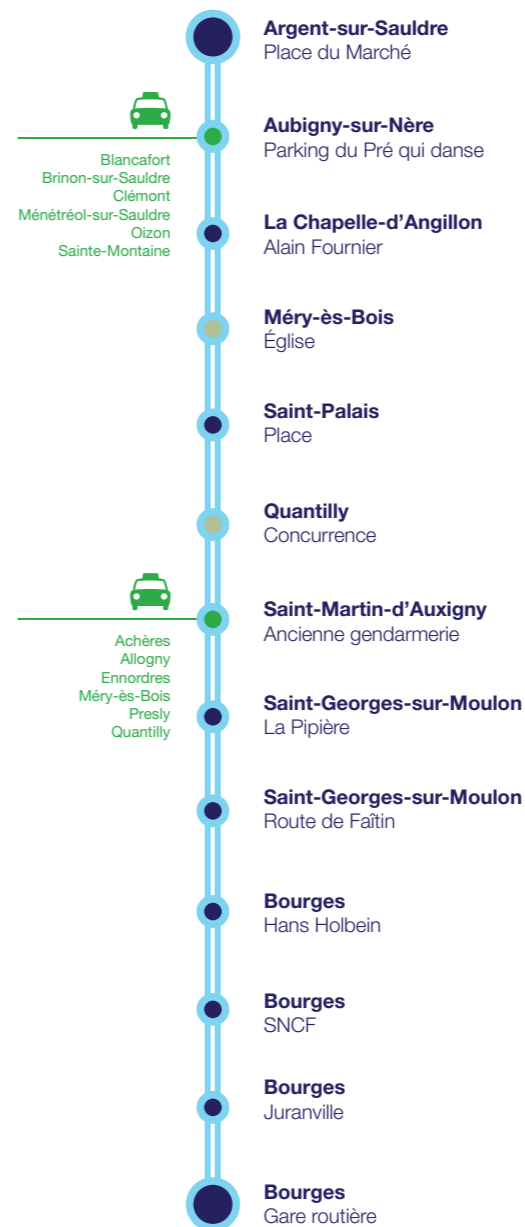 Argent-sur-Sauldre
Place du Marché
Aubigny-sur-Nère
Parking du Pré qui danse
Blancafort
Brinon-sur-Sauldre
Clémont
Ménétréol-sur-Sauldre
Oizon
Sainte-Montaine
La Chapelle-d’Angillon
Alain Fournier
Méry-ès-Bois
Église
Saint-Palais
Place
Quantilly
Concurrence
Saint-Martin-d’Auxigny
Ancienne gendarmerie
Achères
Allogny
Ennordres
Méry-ès-Bois
Presly
Quantilly
Saint-Georges-sur-Moulon
La Pipière
Saint-Georges-sur-Moulon
Route de Faîtin
Bourges
Hans Holbein
Bourges
SNCF
Bourges
Juranville
Bourges
Gare routière